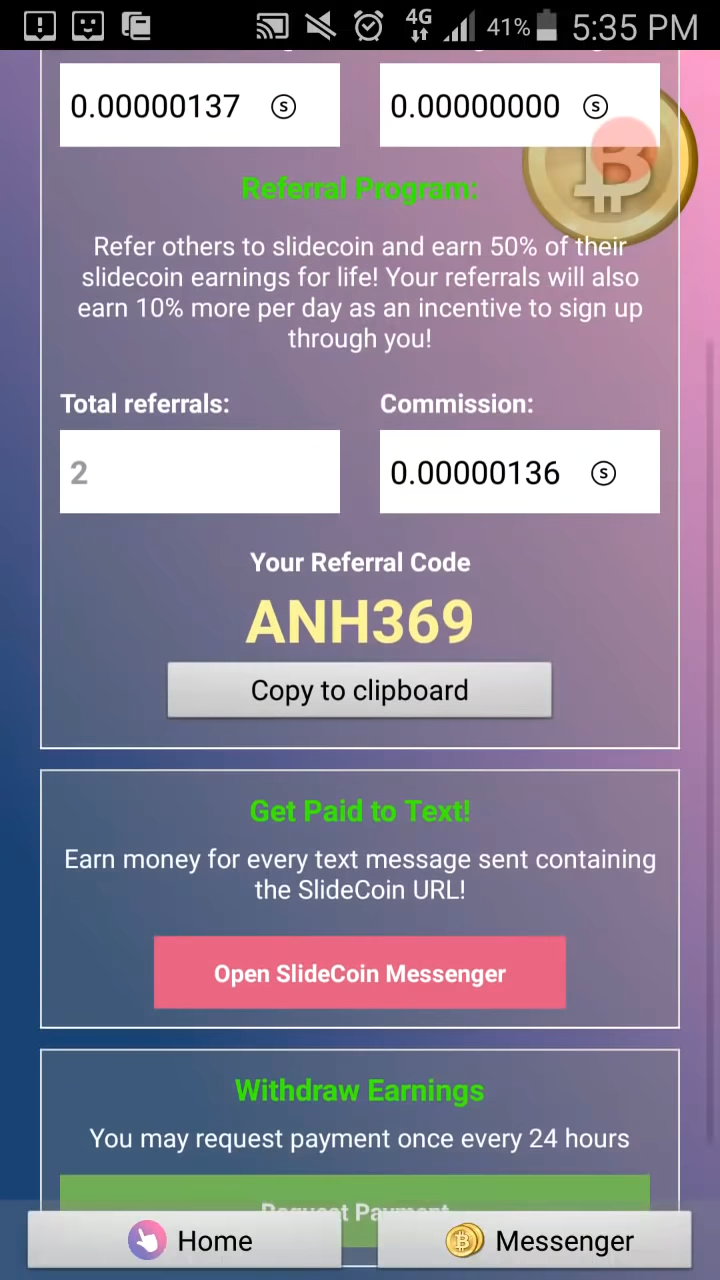 4G
41% 5:35 PM
0.00000137 S 0.00000000 S
Referral Program:
Refer others to slidecoin and earn 50% of their
slidecoin earnings for life! Your referrals will also
earn 10% more per day as an incentive to sign up
through you!
Total referrals: Commission:
2 0.00000136 S
Your Referral Code
ANH369
Copy to clipboard
Get Paid to Text!
Earn money for every text message sent containing
the SlideCoin URL!
Open SlideCoin Messenger
Withdraw Earnings
You may request payment once every 24 hours
Request Payment
Home Messenger